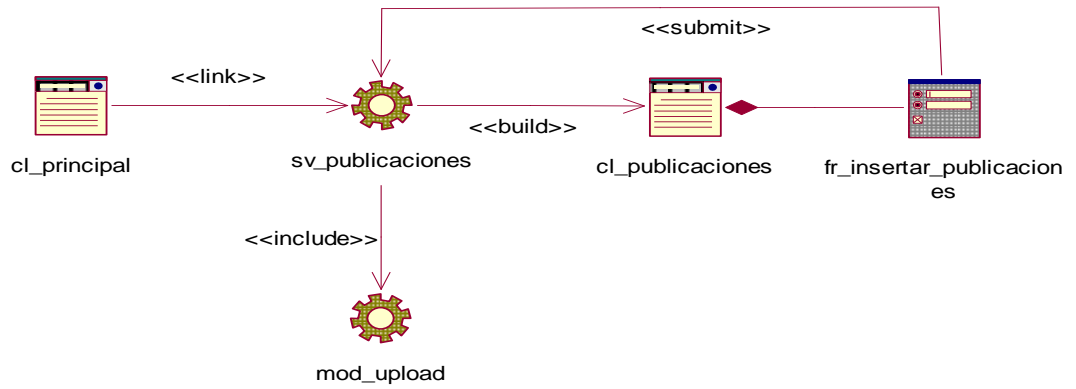 <<submit>>
<<link>>
<<build>>
cl_principal
sv_publicaciones
cl_publicaciones
fr_insertar_publicacion
es
<<include>>
mod_upload